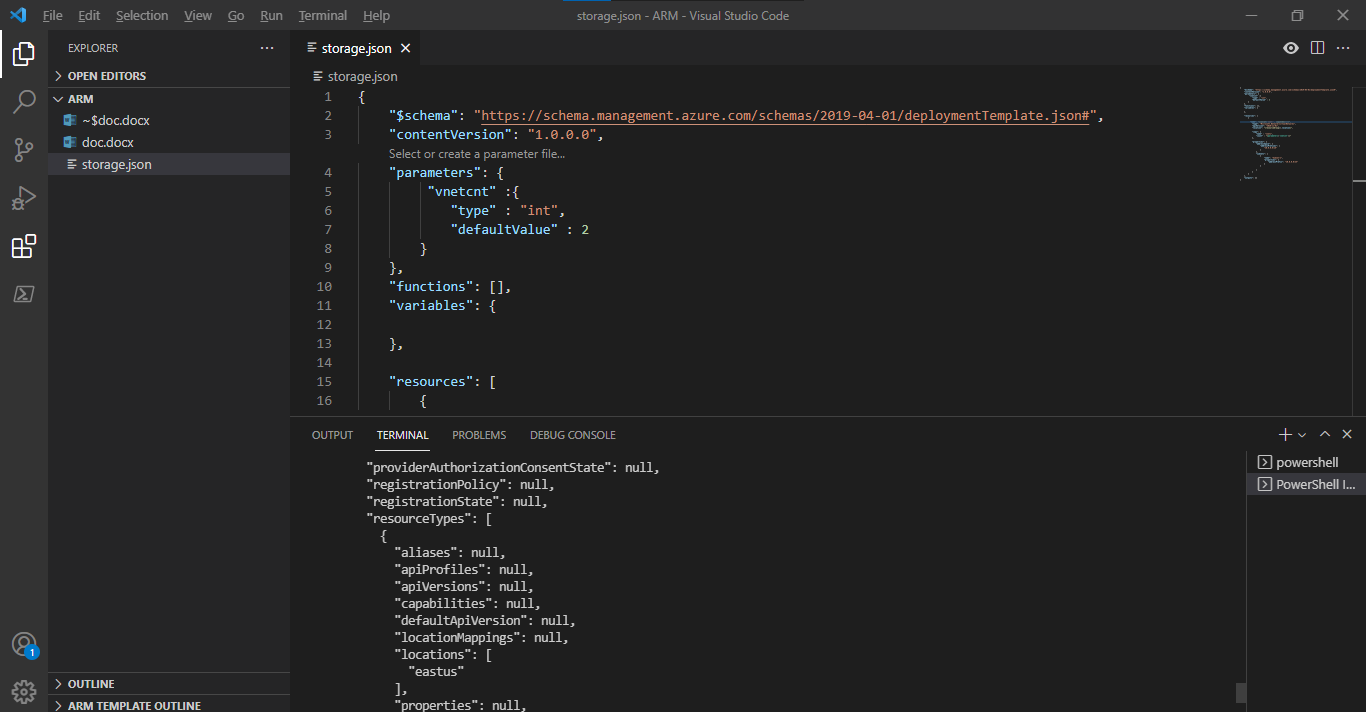 File Edit Selection View Go Run Terminal Help
storage.json - ARM - Visual Studio Code
EXPLORER
OPEN EDITORS
ARM
~$doc.docx
doc.docx
storage.json
OUTLINE
ARM TEMPLATE OUTLINE
1
storage.json
storage.json
1 {
2 "$schema": "https://schema.management.azure.com/schemas/2019-04-01/deploymentTemplate.json#",
3 "contentVersion": "1.0.0.0",
Select or create a parameter file...
4 "parameters": {
5 "vnetcnt" :{
6 "type" : "int",
7 "defaultValue" : 2
8 }
9 },
10 "functions": [],
11 "variables": {
12
13 },
14
15 "resources": [
16 {
OUTPUT TERMINAL PROBLEMS DEBUG CONSOLE
"providerAuthorizationConsentState": null,
"registrationPolicy": null,
"registrationState": null,
"resourceTypes": [
{
"aliases": null,
"apiProfiles": null,
"apiVersions": null,
"capabilities": null,
"defaultApiVersion": null,
"locationMappings": null,
"locations": [
"eastus"
],
"properties": null,
powershell
PowerShell I...